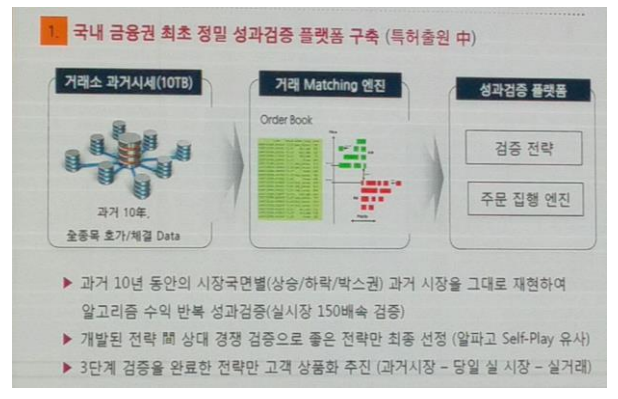 1. 국내 금융권 최초 정밀 성과검증 플랫폼 구축 (특허출원 中)
거래소 과거시세(10TB)
과거 10年,
全종목 호가/체결 Data
거래 Matching 엔진
Order Book
성과검증 플랫폼
검증 전략
주문 집행 엔진
▶ 과거 10년 동안의 시장국면별(상승/하락/박스권) 과거 시장을 그대로 재현하여
알고리즘 수익 반복 성과검증(실시장 150배속 검증)
▶ 개발된 전략 間 상대 경쟁 검증으로 좋은 전략만 최종 선정 (알파고 Self-Play 유사)
▶ 3단계 검증을 완료한 전략만 고객 상품화 추진 (과거시장 – 당일 실 시장 – 실거래)